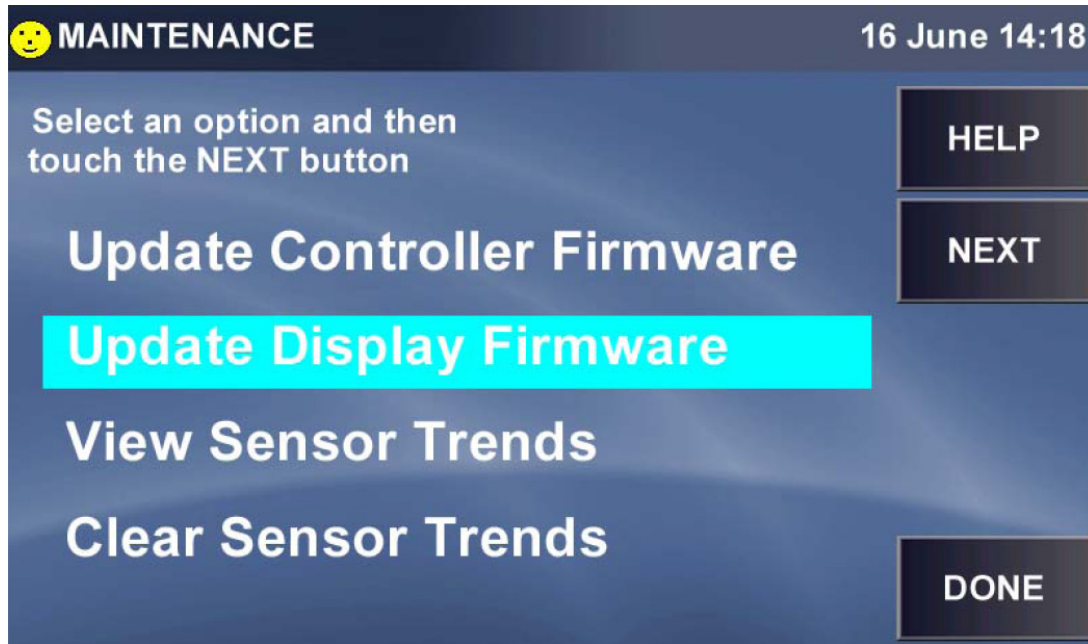 MAINTENANCE
16 June 14:18
Select an option and then
touch the NEXT button
HELP
NEXT
Update Controller Firmware
Update Display Firmware
View Sensor Trends
Clear Sensor Trends
DONE